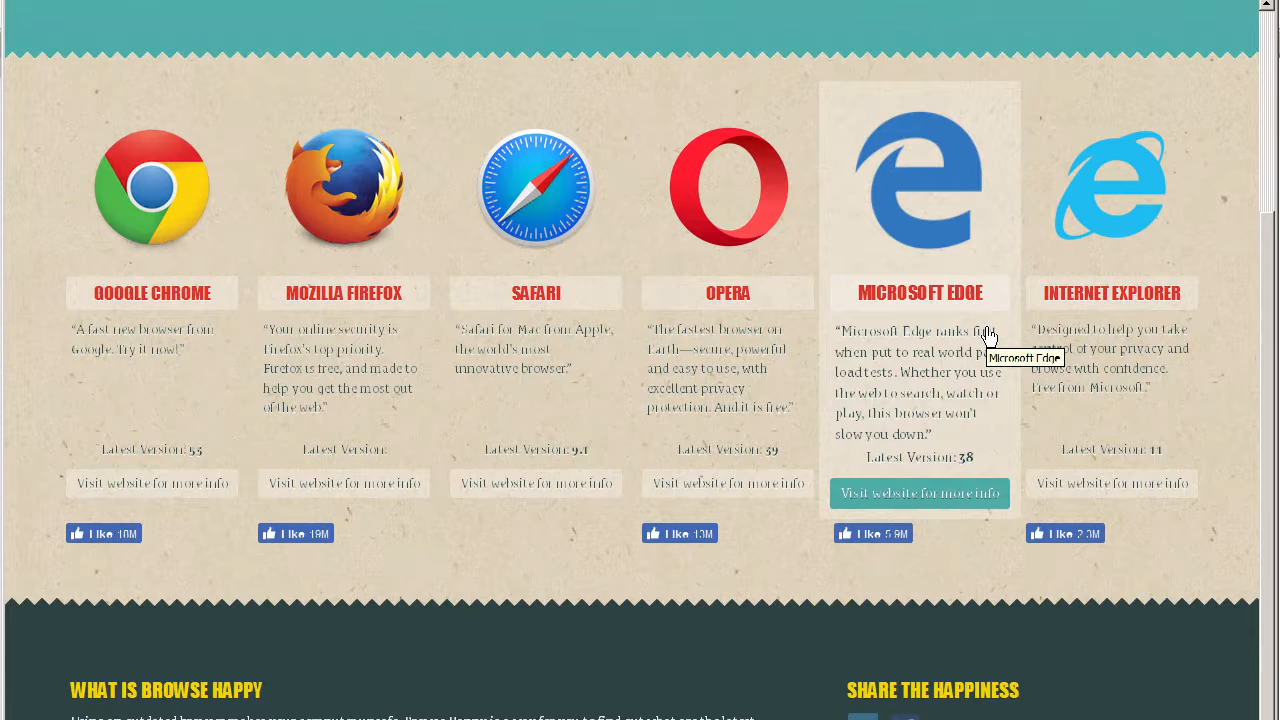 GOOGLE CHROME
"A fast new browser from
Google. Try it now!"
Latest Version: 53
Visit website for more info
Like 18M
MOZILLA FIREFOX
"Your online security is
Firefox's top priority.
Firefox is free, and made to
help you get the most out
of the web."
Latest Version:
Visit website for more info
Like 19M
SAFARI
"Safari for Mac from Apple,
the world's most
innovative browser."
Latest Version: 9.1
Visit website for more info
OPERA
"The fastest browser on
Earth—secure, powerful
and easy to use, with
excellent privacy
protection. And it is free."
Latest Version: 39
Visit website for more info
Like 13M
MICROSOFT EDGE
"Microsoft Edge ranks
when put to real world
load tests. Whether you use
the web to search, watch or
play, this browser won't
slow you down."
Latest Version: 38
Visit website for more info
Like 5.9M
Microsoft Edge
INTERNET EXPLORER
"Designed to help you take
of your privacy and
browse with confidence.
Free from Microsoft."
Latest Version: 11
Visit website for more info
Like 2.3M
WHAT IS BROWSE HAPPY
SHARE THE HAPPINESS